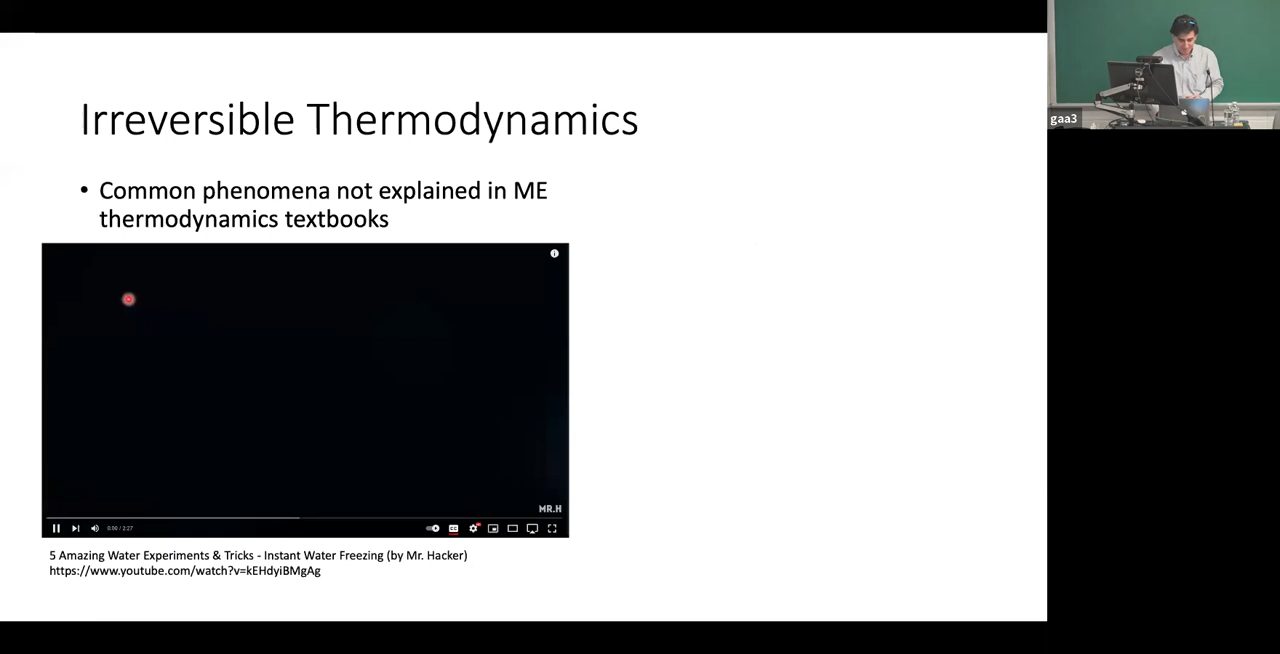 Irreversible Thermodynamics
• Common phenomena not explained in ME
thermodynamics textbooks
MR.H
0:00 / 2:27
5 Amazing Water Experiments & Tricks - Instant Water Freezing (by Mr. Hacker)
https://www.youtube.com/watch?v=kEHdyiBMgAg
gaa3